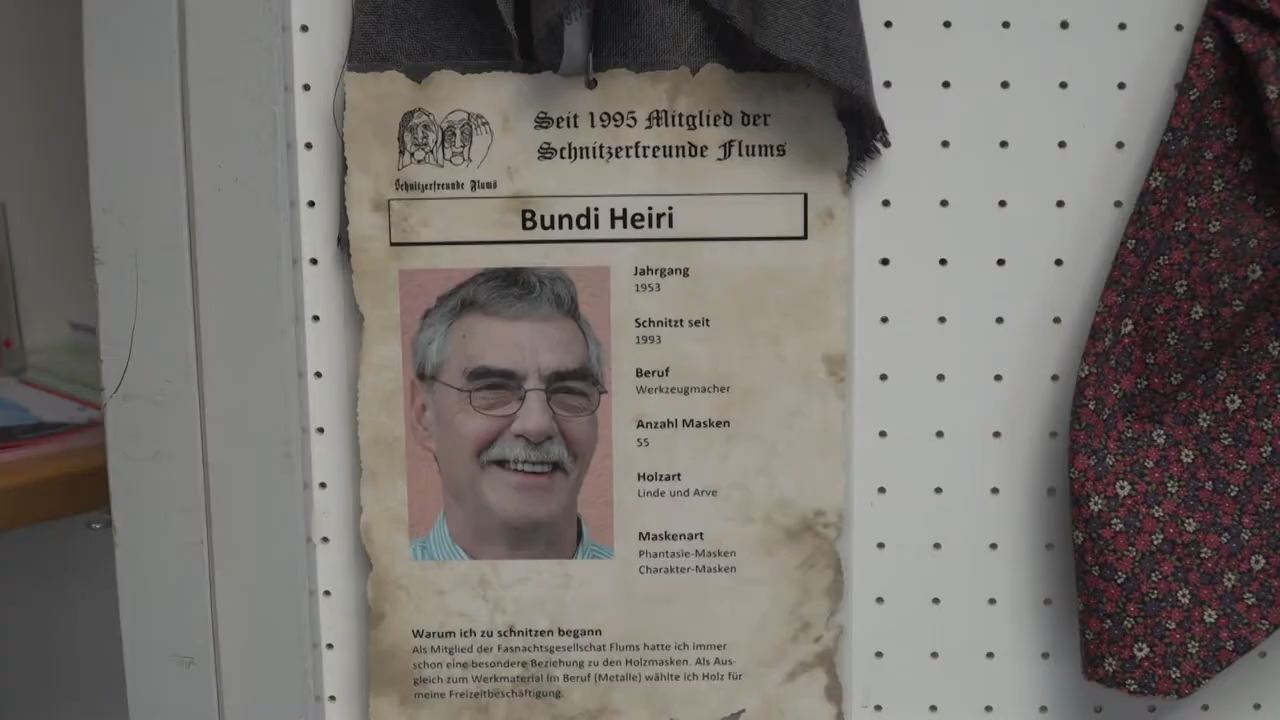 Seit 1995 Mitglied der
Schnitzerfreunde Flums
Schnitzerfreunde Flums
Bundi Heiri
Jahrgang
1953
Schnitzt seit
1993
Beruf
Werkzeugmacher
Anzahl Masken
55
Holzart
Linde und Arve
Maskenart
Phantasie-Masken
Charakter-Masken
Warum ich zu schnitzen begann
Als Mitglied der Fasnachtsgesellschat Flums hatte ich immer
schon eine besondere Beziehung zu den Holzmasken. Als Aus-
gleich zum Werkmaterial im Beruf (Metalle) wählte ich Holz für
meine Freizeitbeschäftigung.